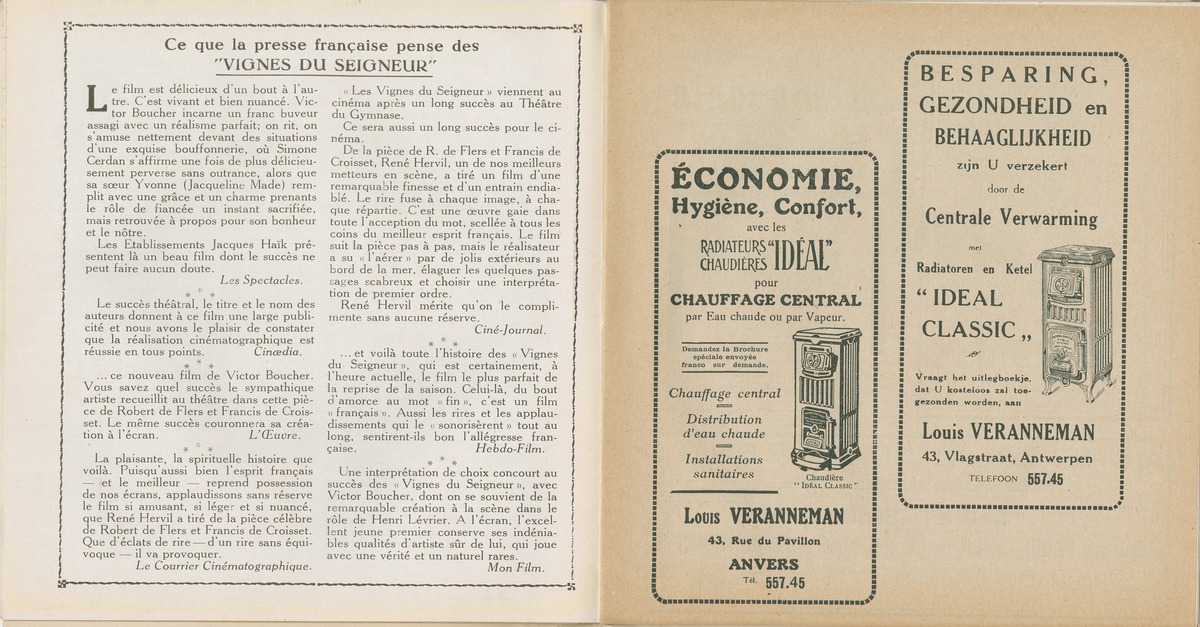 Ce que la presse française pense des
"VIGNES DU SEIGNEUR"
Le film est délicieux d'un bout à l'au-
tre. C'est vivant et bien nuancé. Vic-
tor Boucher incarne un franc buveur
assagi avec un réalisme parfait; on rit, on
s'amuse nettement devant des situations
d'une exquise bouffonnerie, où Simone
Cerdan s'affirme une fois de plus délicieu-
sement perverse sans outrance, alors que
sa sœur Yvonne (Jacqueline Made) rem-
plit avec une grâce et un charme prenants
le rôle de fiancée un instant sacrifiée,
mais retrouvée à propos pour son bonheur
et le nôtre.
Les Etablissements Jacques Haïk pré-
sentent là un beau film dont le succès ne
peut faire aucun doute.
Les Spectacles.
* * *
Le succès théâtral, le titre et le nom des
auteurs donnent à ce film une large publi-
cité et nous avons le plaisir de constater
que la réalisation cinématographique est
réussie en tous points. Cinœdia.
* * *
...ce nouveau film de Victor Boucher.
Vous savez quel succès le sympathique
artiste recueillit au théâtre dans cette piè-
ce de Robert de Flers et Francis de Crois-
set. Le même succès couronnera sa créa-
tion à l'écran. L'Œuvre.
* * *
La plaisante, la spirituelle histoire que
voilà. Puisqu'aussi bien l'esprit français
— et le meilleur — reprend possession
de nos écrans, applaudissons sans réserve
le film si amusant, si léger et si nuancé,
que René Hervil a tiré de la pièce célèbre
de Robert de Flers et Francis de Croisset.
Que d'éclats de rire — d'un rire sans équi-
voque — il va provoquer.
Le Courrier Cinématographique.
« Les Vignes du Seigneur » viennent au
cinéma après un long succès au Théâtre
du Gymnase.
Ce sera aussi un long succès pour le ci-
néma.
De la pièce de R. de Flers et Francis de
Croisset, René Hervil, un de nos meilleurs
metteurs en scène, a tiré un film d'une
remarquable finesse et d'un entrain endia-
blé. Le rire fuse à chaque image, à cha-
que répartie. C'est une œuvre gaie dans
toute l'acception du mot, scellée à tous les
coins du meilleur esprit français. Le film
suit la pièce pas à pas, mais le réalisateur
a su « l'aérer » par de jolis extérieurs au
bord de la mer, élaguer les quelques pas-
sages scabreux et choisir une interpréta-
tion de premier ordre.
René Hervil mérite qu'on le compli-
mente sans aucune réserve.
Ciné-Journal.
* * *
...et voilà toute l'histoire des « Vignes
du Seigneur », qui est certainement, à
l'heure actuelle, le film le plus parfait de
la reprise de la saison. Celui-là, du bout
d'amorce au mot « fin », c'est un film
« français ». Aussi les rires et les applau-
dissements qui le « sonorisèrent » tout au
long, sentirent-ils bon l'allégresse fran-
çaise. Hebdo-Film.
* * *
Une interprétation de choix concourt au
succès des « Vignes du Seigneur », avec
Victor Boucher, dont on se souvient de la
remarquable création à la scène dans le
rôle de Henri Lévrier. A l'écran, l'excel-
lent jeune premier conserve ses indénia-
bles qualités d'artiste sûr de lui, qui joue
avec une vérité et un naturel rares.
Mon Film.
ÉCONOMIE,
Hygiène, Confort,
avec les
RADIATEURS
CHAUDIÈRES "IDÉAL"
pour
CHAUFFAGE CENTRAL
par Eau chaude ou par Vapeur.
Demandez la Brochure
spéciale envoyée
franco sur demande.
Chauffage central
Distribution
d'eau chaude
Installations
sanitaires
Chaudière
"IDÉAL CLASSIC"
LOUIS VERANNEMAN
43, Rue du Pavillon
ANVERS
Tél. 557.45
BESPARING,
GEZONDHEID en
BEHAAGLIJKHEID
zijn U verzekert
door de
Centrale Verwarming
met
Radiatoren en Ketel
"IDEAL
CLASSIC„
Vraagt het uitlegboekje,
dat U kosteloos zal toe-
gezonden worden, aan
Louis VERANNEMAN
43, Vlagstraat, Antwerpen
TELEFOON 557.45